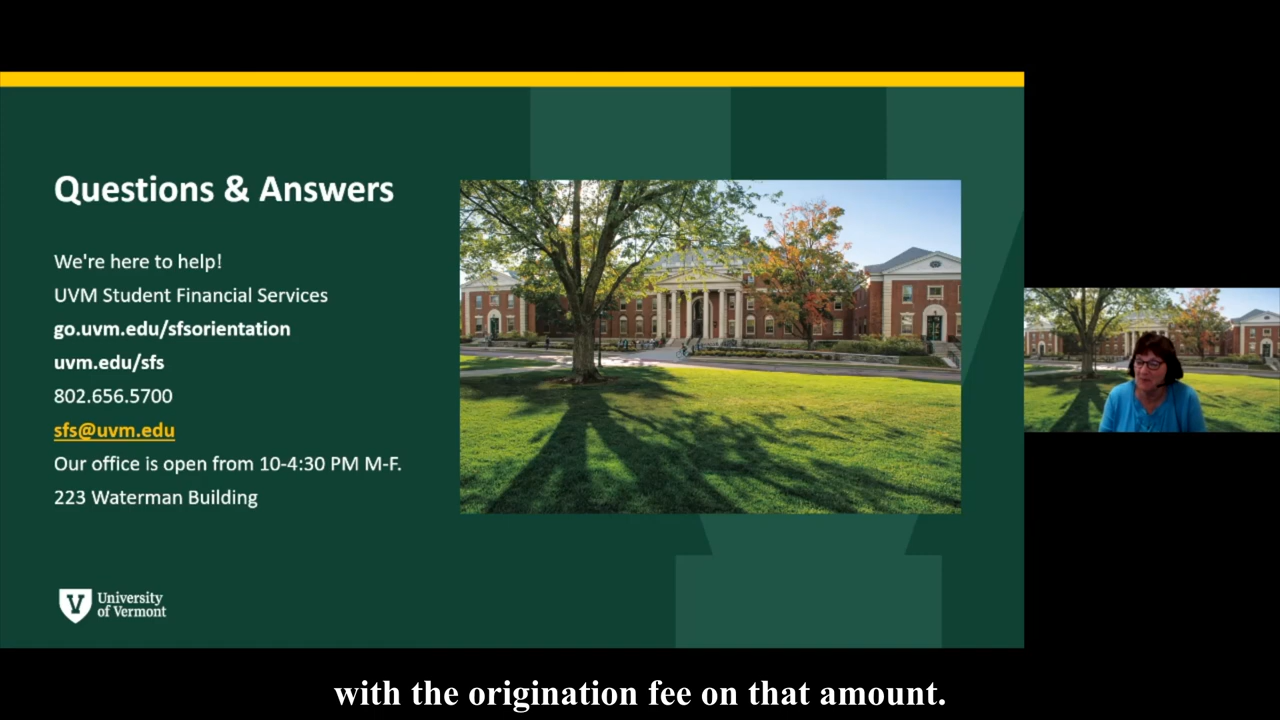 Questions & Answers
We're here to help!
UVM Student Financial Services
go.uvm.edu/sfsorientation
uvm.edu/sfs
802.656.5700
sfs@uvm.edu
Our office is open from 10-4:30 PM M-F.
223 Waterman Building
V University
of Vermont
with the origination fee on that amount.